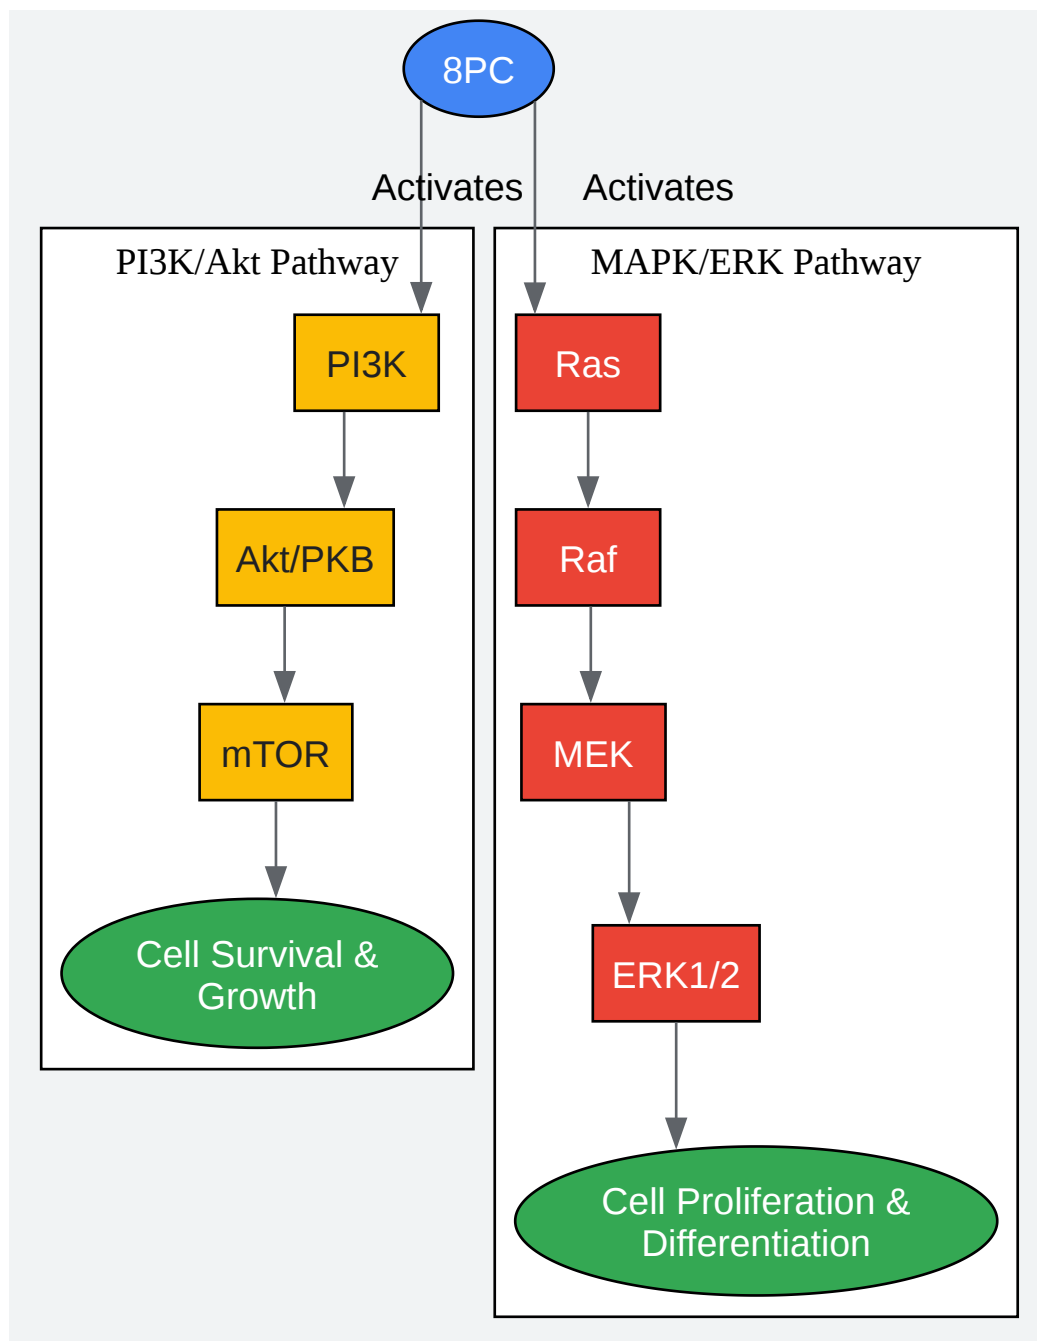 8PC
Activates
Activates
PI3K/Akt Pathway
PI3K
Akt/PKB
mTOR
Cell Survival &
Growth
MAPK/ERK Pathway
Ras
Raf
MEK
ERK1/2
Cell Proliferation &
Differentiation